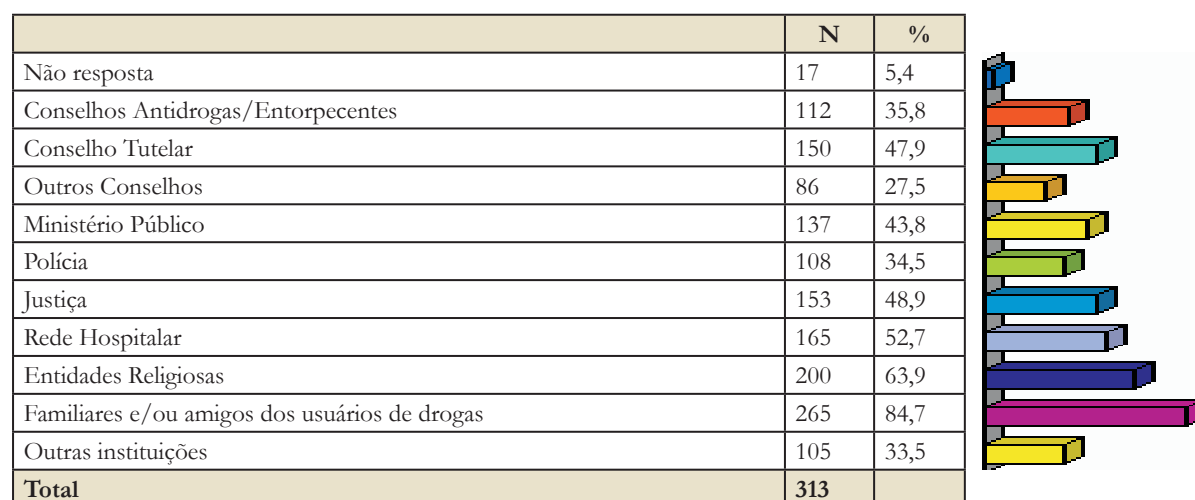 N %
Não resposta 17 5,4
Conselhos Antidrogas/Entorpecentes 112 35,8
Conselho Tutelar 150 47,9
Outros Conselhos 86 27,5
Ministério Público 137 43,8
Polícia 108 34,5
Justiça 153 48,9
Rede Hospitalar 165 52,7
Entidades Religiosas 200 63,9
Familiares e/ou amigos dos usuários de drogas 265 84,7
Outras instituições 105 33,5
Total 313